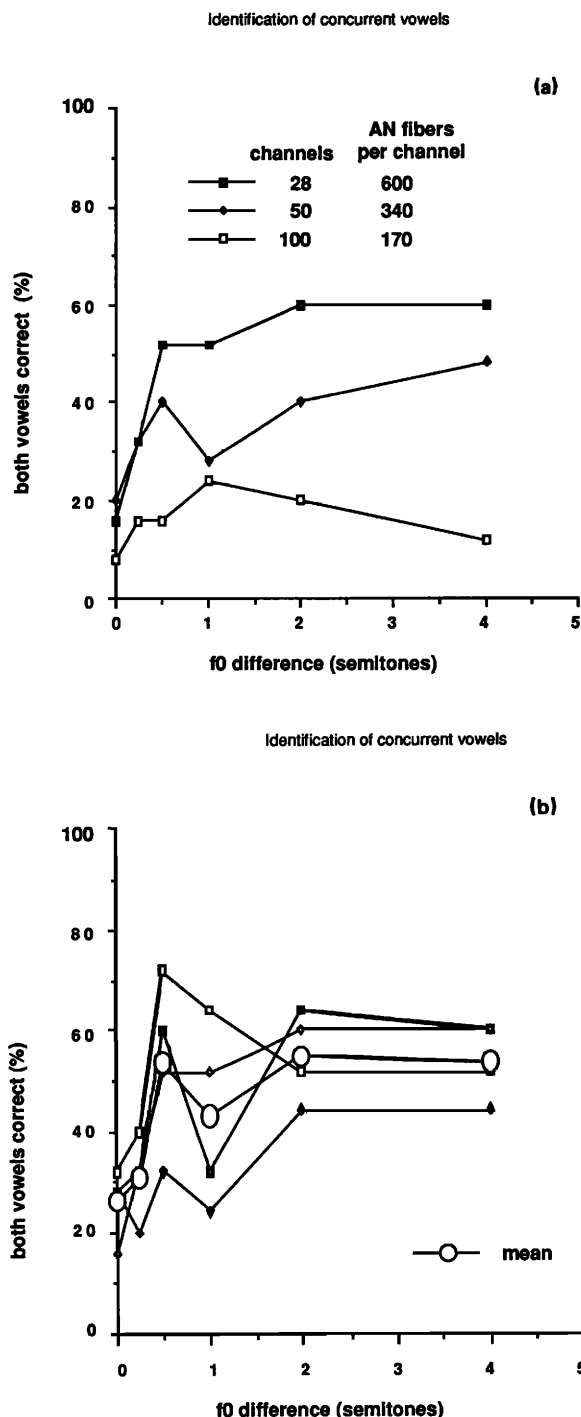 Identification of concurrent vowels
(a)
100
80
60
40
20
0
both vowels correct (%)
channels AN fibers per channel
28 600
50 340
100 170
0 1 2 3 4 5
f0 difference (semitones)
Identification of concurrent vowels
(b)
100
80
60
40
20
0
both vowels correct (%)
mean
0 1 2 3 4 5
f0 difference (semitones)